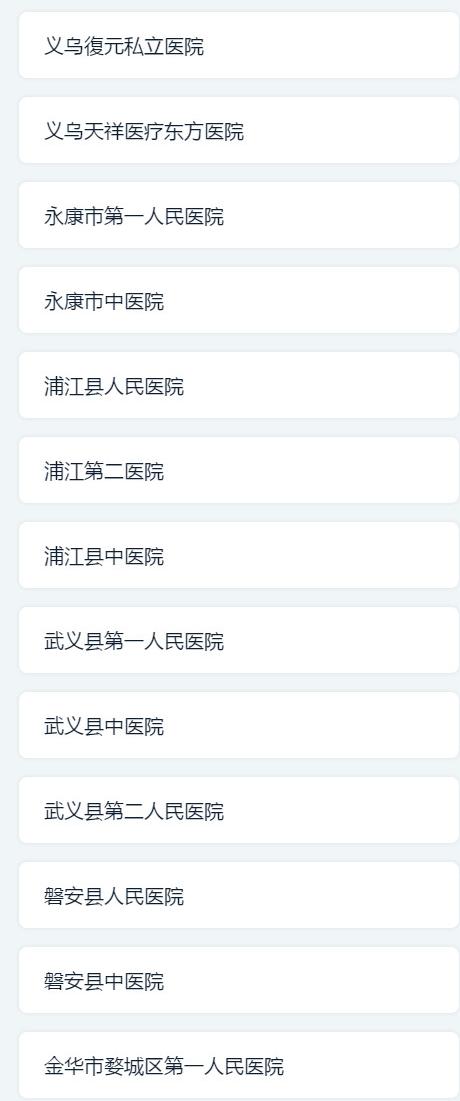 义乌復元私立医院
义乌天祥医疗东方医院
永康市第一人民医院
永康市中医院
浦江县人民医院
浦江第二医院
浦江县中医院
武义县第一人民医院
武义县中医院
武义县第二人民医院
磐安县人民医院
磐安县中医院
金华市婺城区第一人民医院